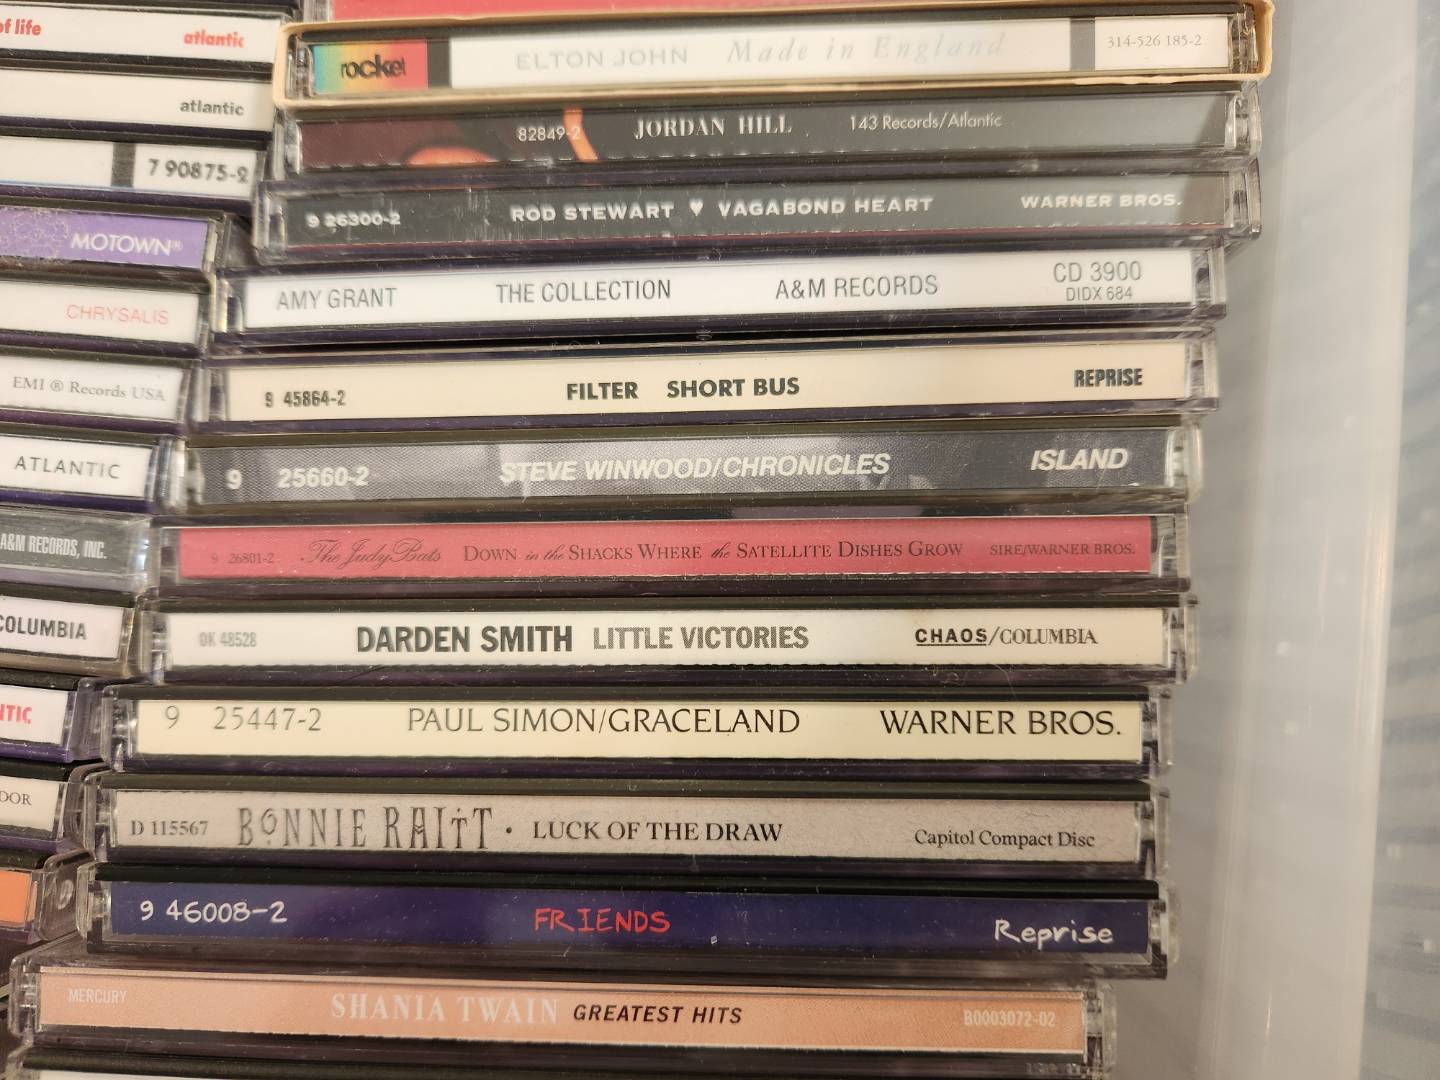 of life atlantic
atlantic
7 90875-2
MOTOWN®
CHRYSALIS
EMI ® Records USA
ATLANTIC
A&M RECORDS, INC.
COLUMBIA
NTIC
DOR
rocket ELTON JOHN Made in England 314-526 185-2
82849-2 JORDAN HILL 143 Records/Atlantic
9 26300-2 ROD STEWART ♥ VAGABOND HEART WARNER BROS.
AMY GRANT THE COLLECTION A&M RECORDS CD 3900
DIDX 684
9 45864-2 FILTER SHORT BUS REPRISE
9 25660-2 STEVE WINWOOD/CHRONICLES ISLAND
9 26801-2 The Judy Bats DOWN in the SHACKS WHERE the SATELLITE DISHES GROW SIRE/WARNER BROS.
OK 48528 DARDEN SMITH LITTLE VICTORIES CHAOS/COLUMBIA
9 25447-2 PAUL SIMON/GRACELAND WARNER BROS.
D 115567 BONNIE RAITT • LUCK OF THE DRAW Capitol Compact Disc
9 46008-2 FRIENDS Reprise
MERCURY SHANIA TWAIN GREATEST HITS B0003072-02